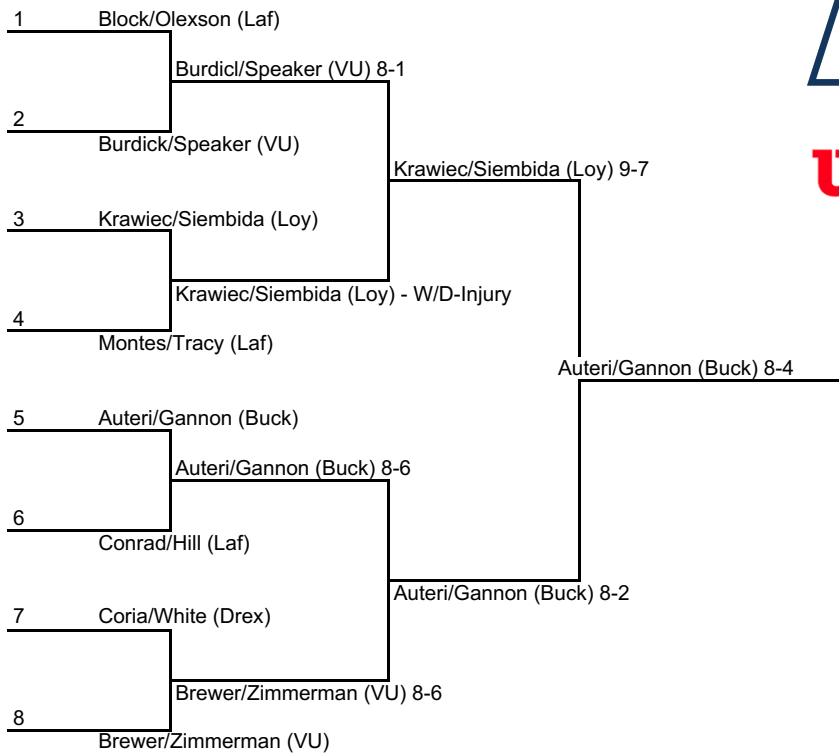 1 Block/Olexson (Laf)
Burdicl/Speaker (VU) 8-1
2
Burdick/Speaker (VU)
Krawiec/Siembida (Loy) 9-7
3 Krawiec/Siembida (Loy)
Krawiec/Siembida (Loy) - W/D-Injury
4
Montes/Tracy (Laf)
Auteri/Gannon (Buck) 8-4
5 Auteri/Gannon (Buck)
Auteri/Gannon (Buck) 8-6
6
Conrad/Hill (Laf)
Auteri/Gannon (Buck) 8-2
7 Coria/White (Drex)
Brewer/Zimmerman (VU) 8-6
8
Brewer/Zimmerman (VU)